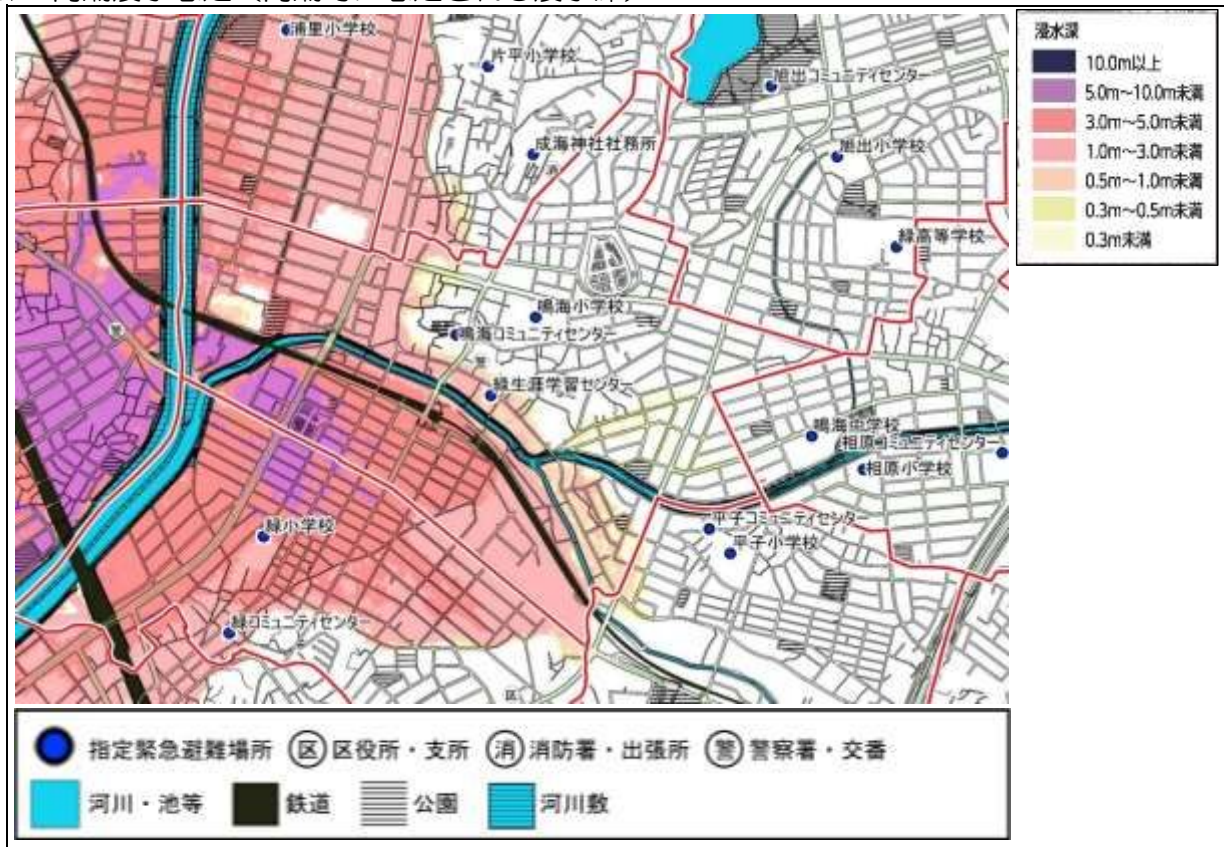 浸水深
10.0m以上
5.0m～10.0m未満
3.0m～5.0m未満
1.0m～3.0m未満
0.5m～1.0m未満
0.3m～0.5m未満
0.3m未満
浦里小学校
片平小学校
旭出コミュニティセンター
成海神社社務所
旭出小学校
消
緑高等学校
鳴海小学校
鳴海コミュニティセンター
警
警
緑生涯学習センター
鳴海中学校
相原コミュニティセンター
相原小学校
緑小学校
平子コミュニティセンター
平子小学校
緑コミュニティセンター
区
指定緊急避難場所 区 区役所・支所 消 消防署・出張所 警 警察署・交番
河川・池等 鉄道 公園 河川敷